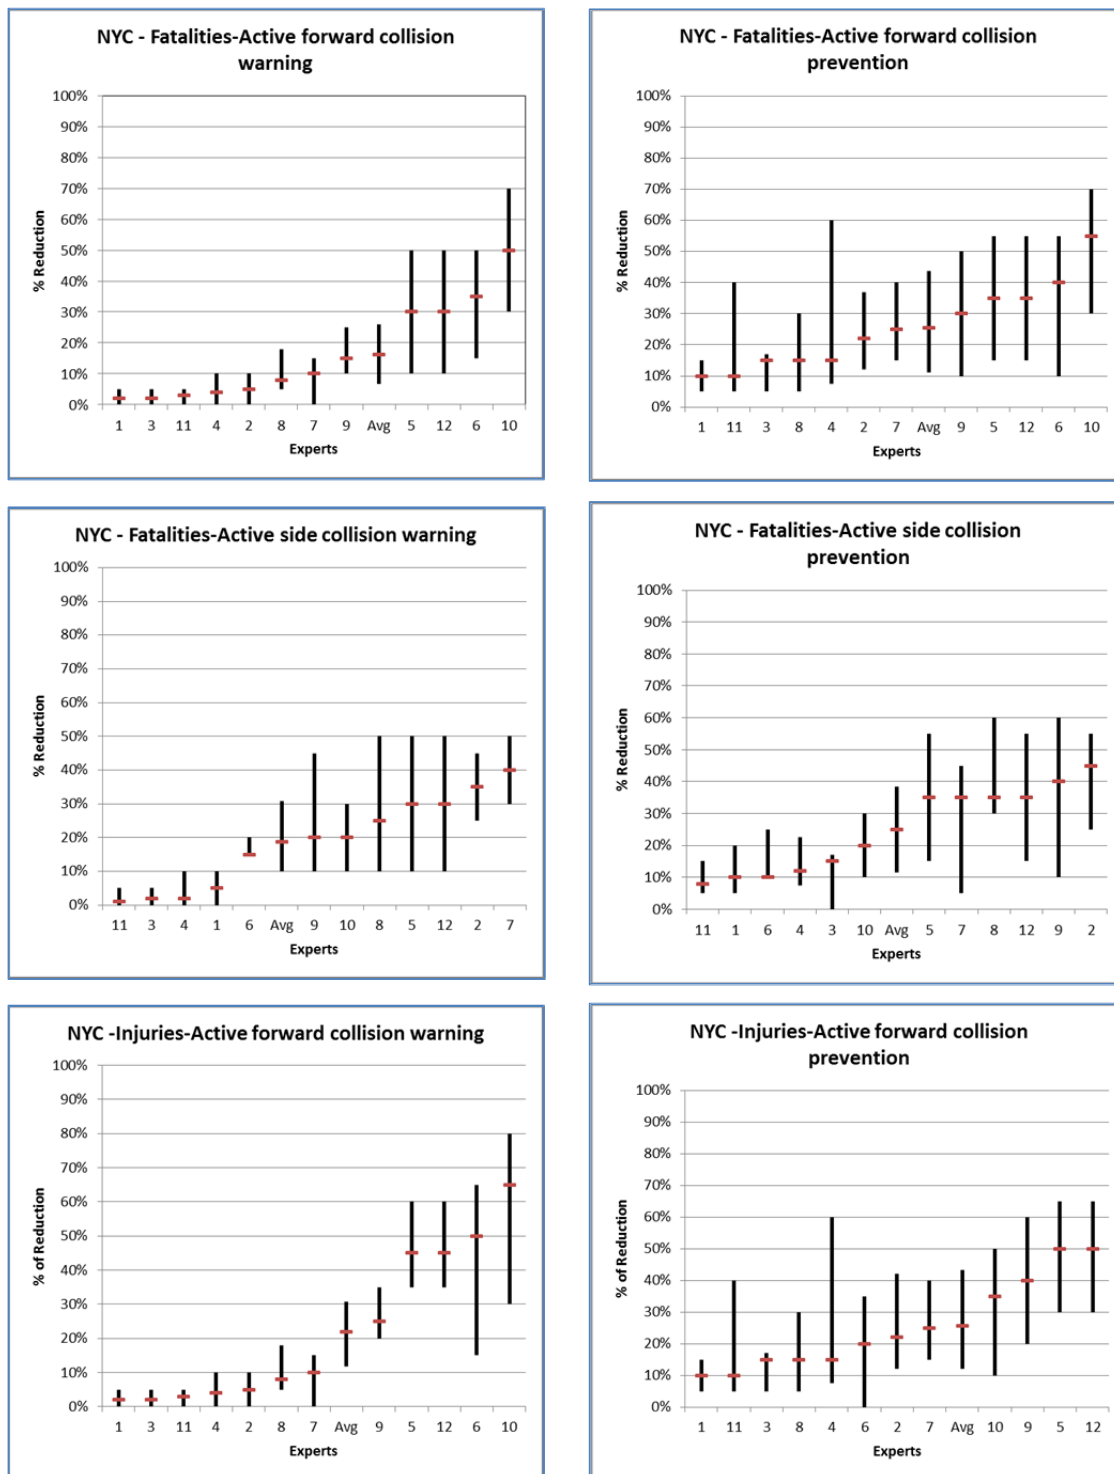 NYC - Fatalities-Active forward collision
warning
100%
90%
80%
70%
60%
50%
40%
30%
20%
10%
0%
% Reduction
1 3 11 4 2 8 7 9 Avg 5 12 6 10
Experts
NYC - Fatalities-Active forward collision
prevention
100%
90%
80%
70%
60%
50%
40%
30%
20%
10%
0%
% Reduction
1 11 3 8 4 2 7 Avg 9 5 12 6 10
Experts
NYC - Fatalities-Active side collision warning
100%
90%
80%
70%
60%
50%
40%
30%
20%
10%
0%
% Reduction
11 3 4 1 6 Avg 9 10 8 5 12 2 7
Experts
NYC - Fatalities-Active side collision
prevention
100%
90%
80%
70%
60%
50%
40%
30%
20%
10%
0%
% Reduction
11 1 6 4 3 10 Avg 5 7 8 12 9 2
Experts
NYC -Injuries-Active forward collision warning
100%
90%
80%
70%
60%
50%
40%
30%
20%
10%
0%
% of Reduction
1 3 11 4 2 8 7 Avg 9 5 12 6 10
Experts
NYC -Injuries-Active forward collision
prevention
100%
90%
80%
70%
60%
50%
40%
30%
20%
10%
0%
% of Reduction
1 11 3 8 4 6 2 7 Avg 10 9 5 12
Experts